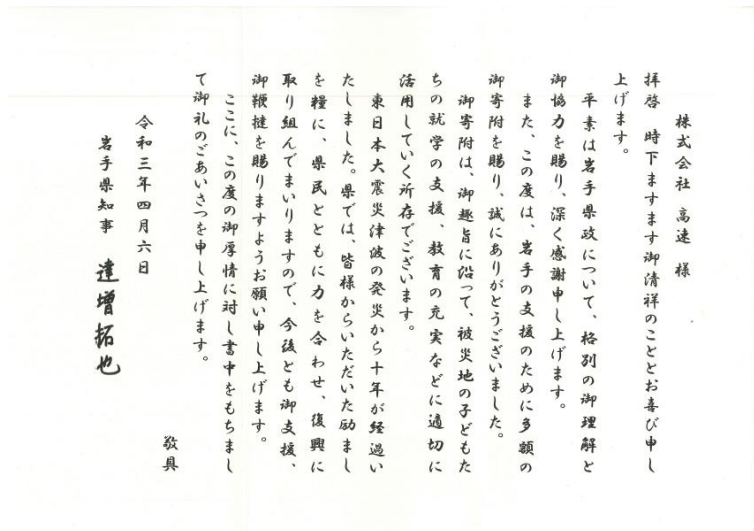 株式会社 高速 様
拝啓 時下ますます御清祥のこととお喜び申し
上げます。
平素は岩手県政について、格別の御理解と
御協力を賜り、深く感謝申し上げます。
また、この度は、岩手の支援のために多額の
御寄附を賜り、誠にありがとうございました。
御寄附は、御趣旨に沿って、被災地の子どもた
ちの就学の支援、教育の充実などに適切に
活用していく所存でございます。
東日本大震災津波の発災から十年が経過い
たしました。県では、皆様からいただいた励まし
を糧に、県民とともに力を合わせ、復興に
取り組んでまいりますので、今後とも御支援、
御鞭撻を賜りますようお願い申し上げます。
ここに、この度の御厚情に対し書中をもちまし
て御礼のごあいさつを申し上げます。
敬具
令和三年四月六日
岩手県知事 達増拓也